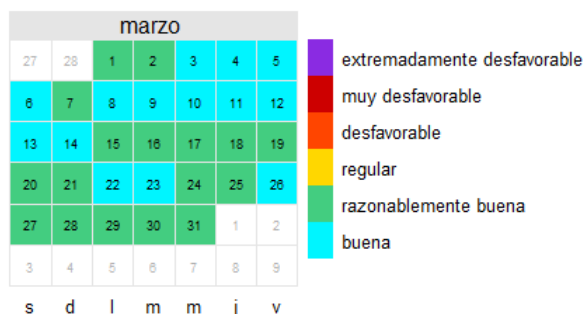 marzo
27 28 1 2 3 4 5
6 7 8 9 10 11 12
13 14 15 16 17 18 19
20 21 22 23 24 25 26
27 28 29 30 31 1 2
3 4 5 6 7 8 9
s d l m m j v
extremadamente desfavorable
muy desfavorable
desfavorable
regular
razonablemente buena
buena